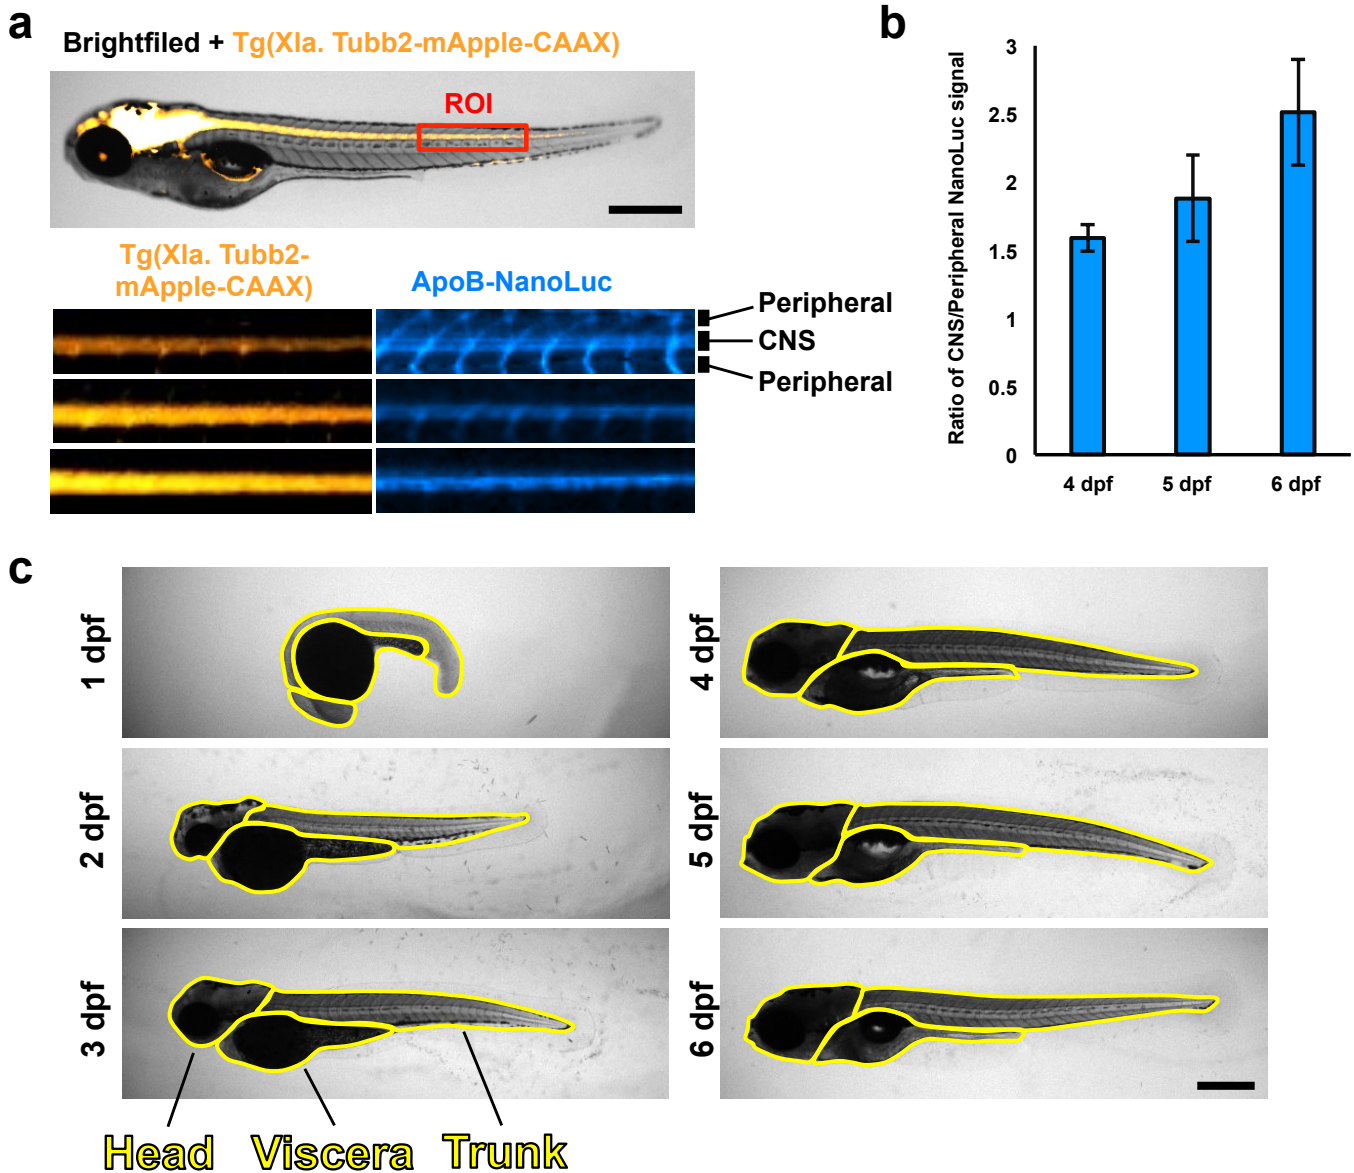 a
Brightfiled + Tg(Xla. Tubb2-mApple-CAAX)
ROI
Tg(Xla. Tubb2-
mApple-CAAX)
ApoB-NanoLuc
Peripheral
CNS
Peripheral
b
Ratio of CNS/Peripheral NanoLuc signal
3
2.5
2
1.5
1
0.5
0
4 dpf
5 dpf
6 dpf
c
1 dpf
2 dpf
3 dpf
4 dpf
5 dpf
6 dpf
Head
Viscera
Trunk